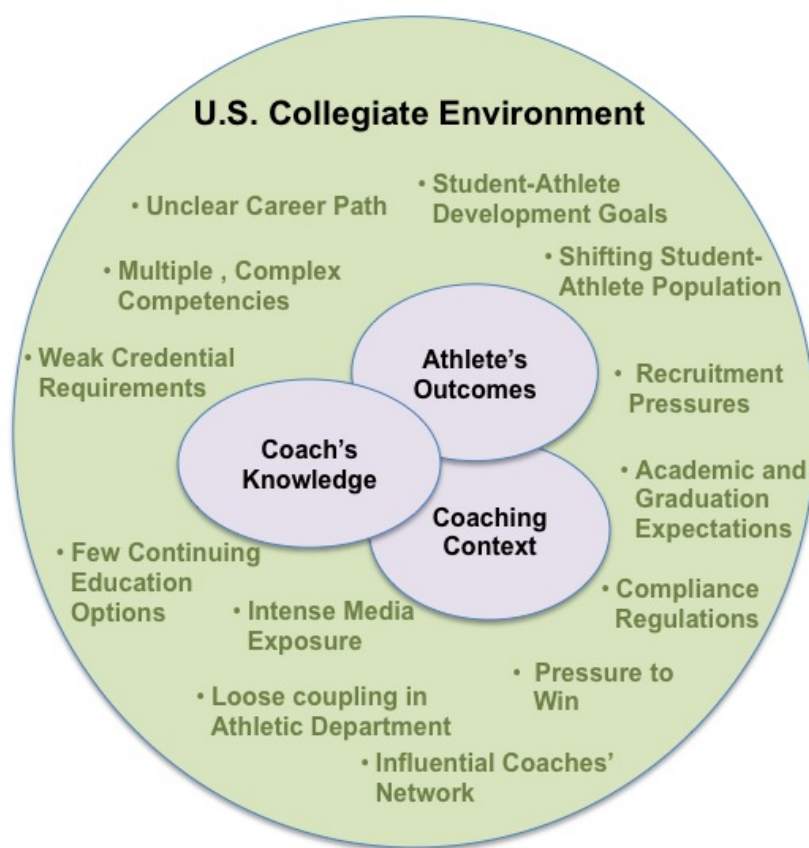 U.S. Collegiate Environment
• Unclear Career Path
• Student-Athlete
Development Goals
• Multiple , Complex
Competencies
• Shifting Student-
Athlete Population
• Weak Credential
Requirements
Athlete’s
Outcomes
• Recruitment
Pressures
Coach’s
Knowledge
• Academic and
Graduation
Expectations
Coaching
Context
• Few Continuing
Education
Options
• Intense Media
Exposure
• Compliance
Regulations
• Pressure to
Win
• Loose coupling in
Athletic Department
• Influential Coaches’
Network